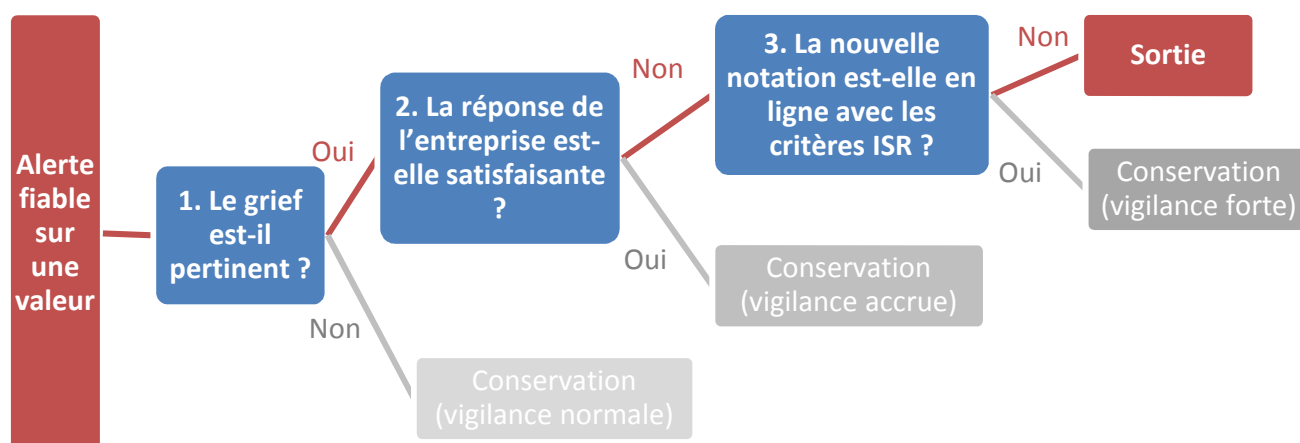 Alerte
fiable
sur
une
valeur
1. Le grief
est-il
pertinent ?
Oui
Non
2. La réponse de
l’entreprise est-
elle satisfaisante
?
Non
Oui
Conservation
(vigilance normale)
3. La nouvelle
notation est-elle en
ligne avec les
critères ISR ?
Conservation
(vigilance accrue)
Non
Oui
Sortie
Conservation
(vigilance forte)